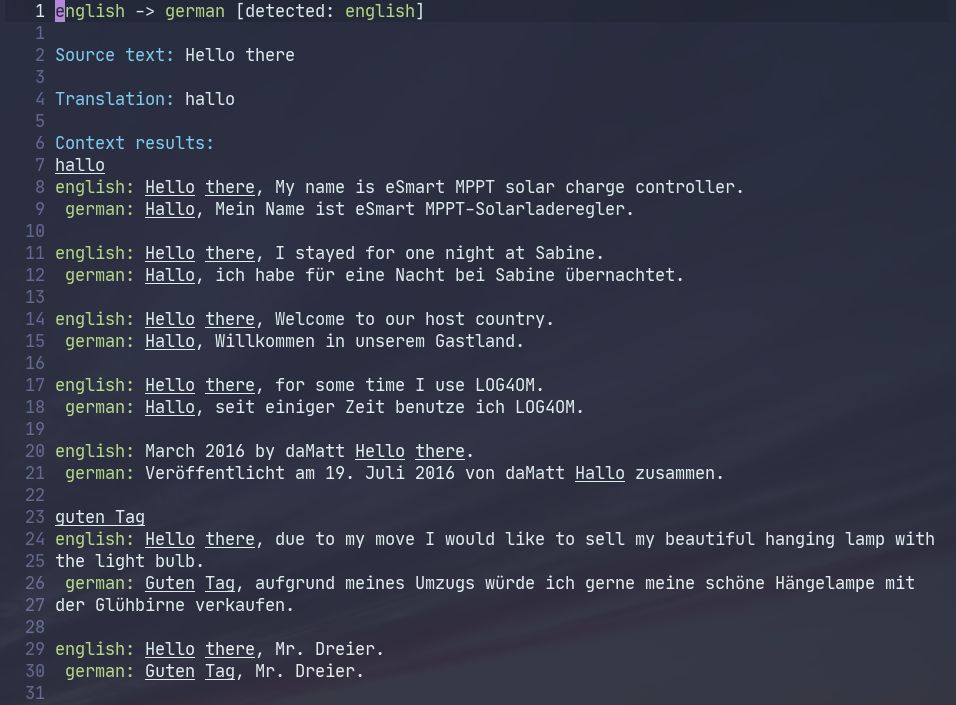 1 english -> german [detected: english]
1
2 Source text: Hello there
3
4 Translation: hallo
5
6 Context results:
7 hallo
8 english: Hello there, My name is eSmart MPPT solar charge controller.
9 german: Hallo, Mein Name ist eSmart MPPT-Solarladeregler.
10
11 english: Hello there, I stayed for one night at Sabine.
12 german: Hallo, ich habe für eine Nacht bei Sabine übernachtet.
13
14 english: Hello there, Welcome to our host country.
15 german: Hallo, Willkommen in unserem Gastland.
16
17 english: Hello there, for some time I use LOG4OM.
18 german: Hallo, seit einiger Zeit benutze ich LOG4OM.
19
20 english: March 2016 by daMatt Hello there.
21 german: Veröffentlicht am 19. Juli 2016 von daMatt Hallo zusammen.
22
23 guten Tag
24 english: Hello there, due to my move I would like to sell my beautiful hanging lamp with
25 the light bulb.
26 german: Guten Tag, aufgrund meines Umzugs würde ich gerne meine schöne Hängelampe mit
27 der Glühbirne verkaufen.
28
29 english: Hello there, Mr. Dreier.
30 german: Guten Tag, Mr. Dreier.
31